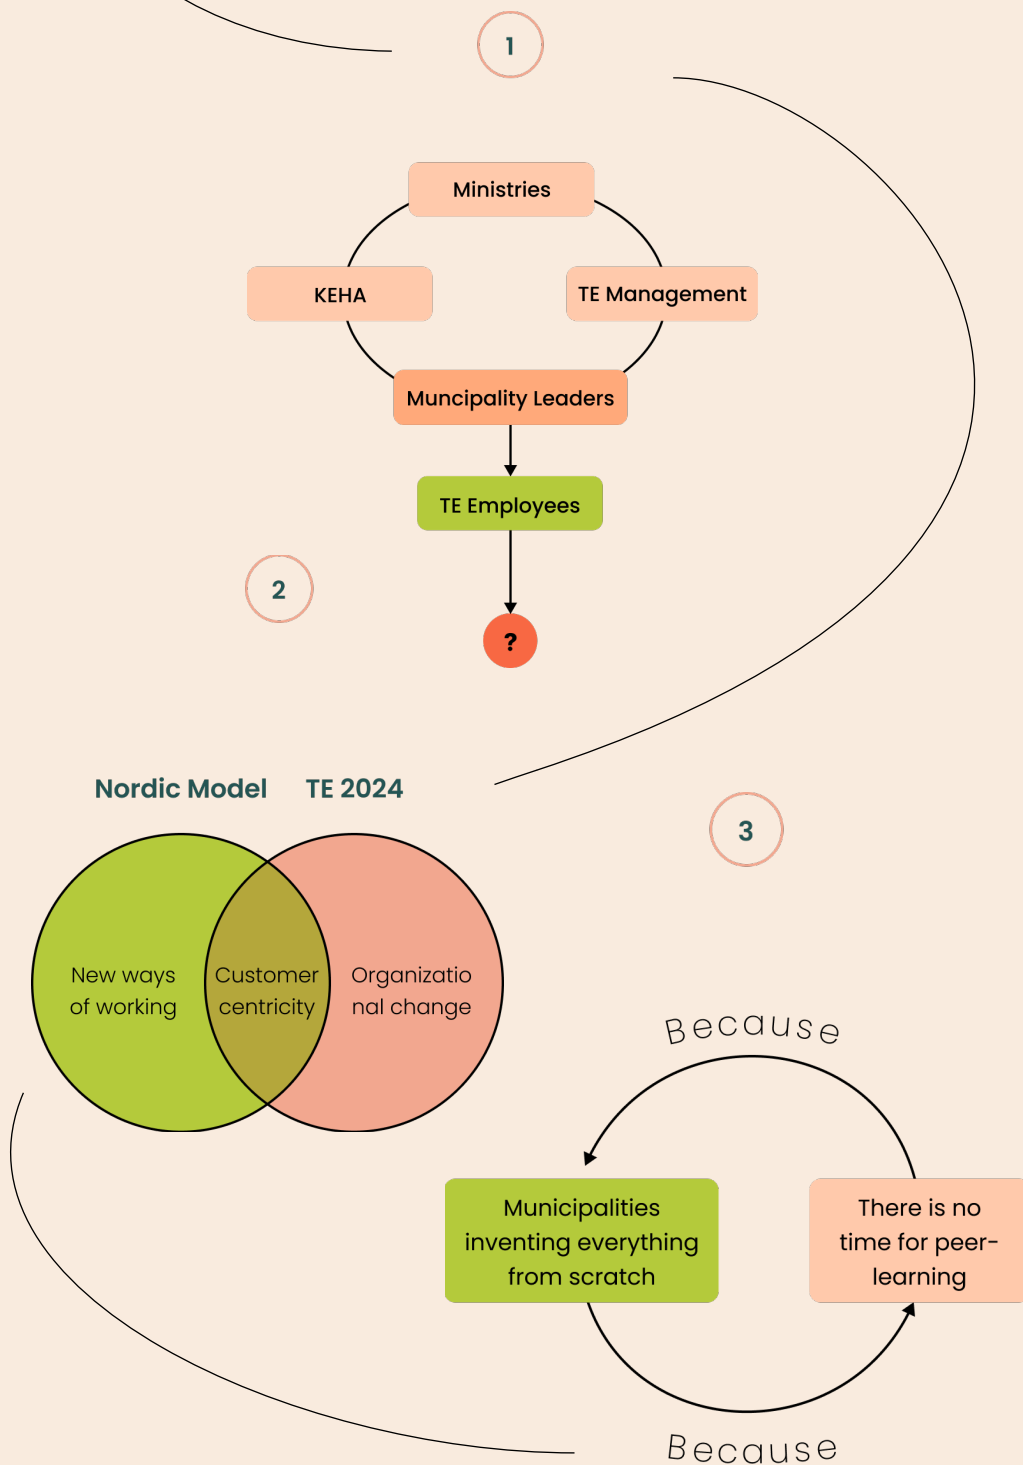 1
Ministries
KEHA
TE Management
Muncipality Leaders
TE Employees
2
?
Nordic Model
TE 2024
3
New ways
of working
Customer
centricity
Organizatio
nal change
Because
Municipalities
inventing everything
from scratch
There is no
time for peer-
learning
Because